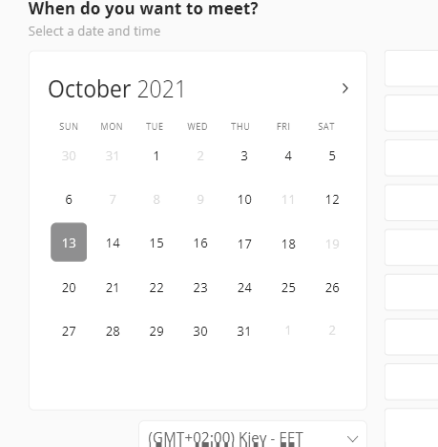 When do you want to meet?
Select a date and time
October 2021
SUN MON TUE WED THU FRI SAT
30 31 1 2 3 4 5
6 7 8 9 10 11 12
13 14 15 16 17 18 19
20 21 22 23 24 25 26
27 28 29 30 31 1 2
(GMT+02:00) Kiev - EET